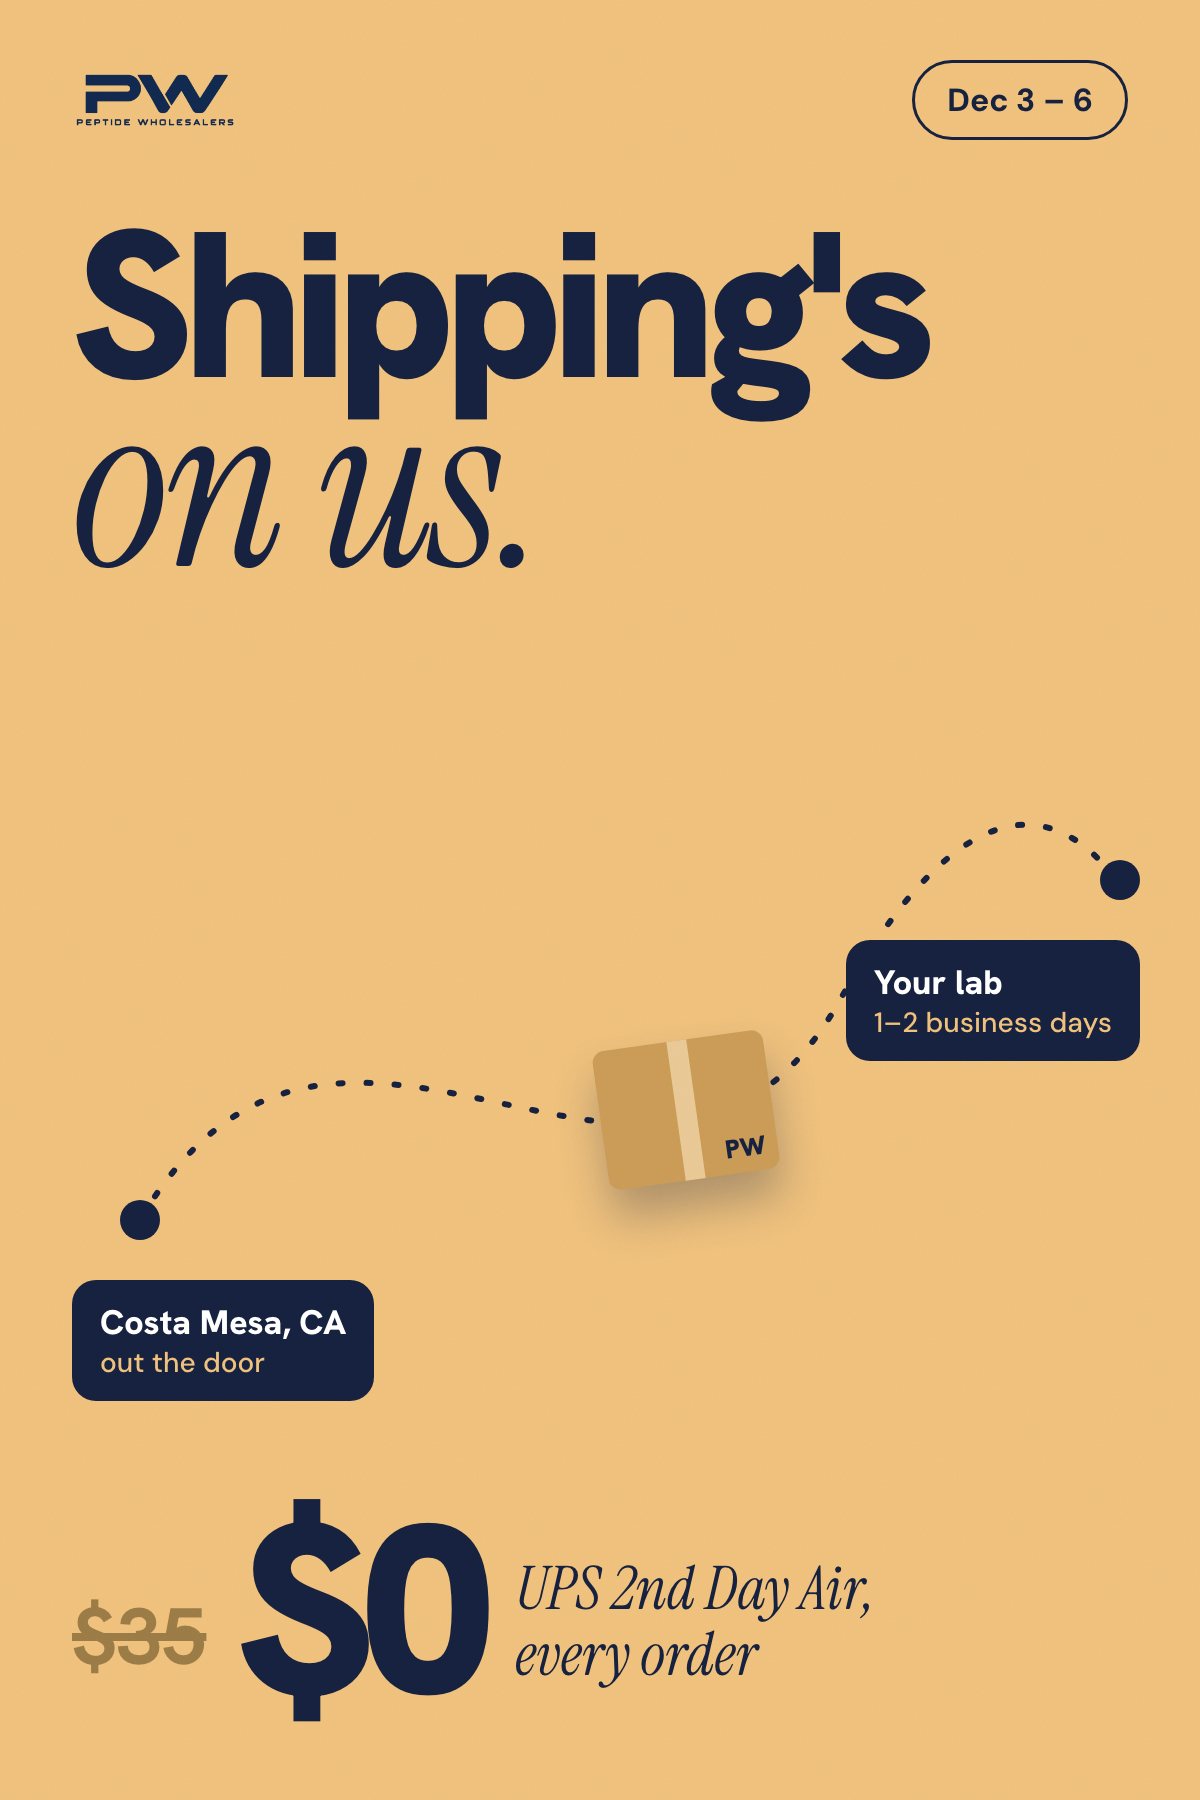 PW
PEPTIDE WHOLESALERS
Dec 3 – 6
Shipping's
on us.
Your lab
1–2 business days
PW
Costa Mesa, CA
out the door
$35
$0
UPS 2nd Day Air,
every order